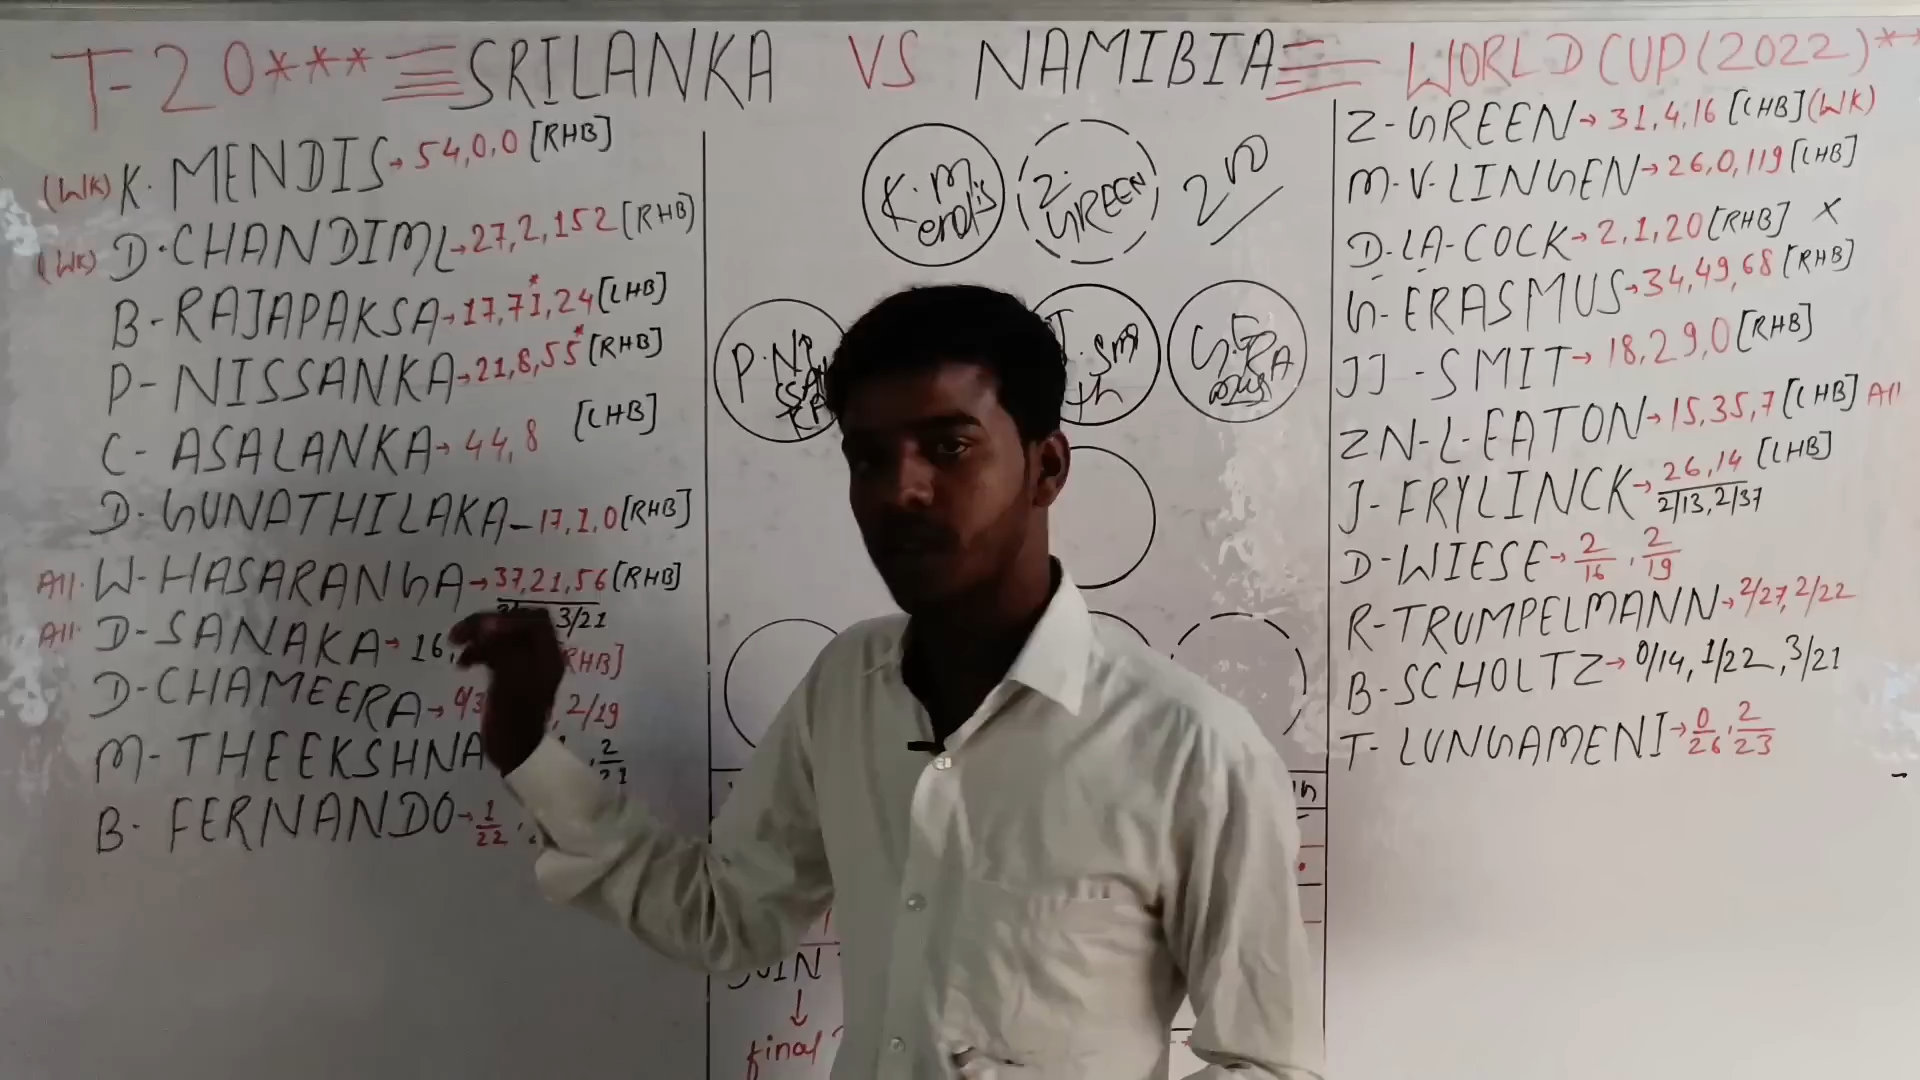 T-20*** SRILANKA VS NAMIBIA WORLD CUP (2022)**
(WK) K. MENDIS→ 54,0,0 [RHB]
(WK) D. CHANDIML→27,2,152 [RHB]
B-RAJAPAKSA→17,71*,24 [LHB]
P-NISSANKA→21,8,55* [RHB]
C-ASALANKA→44,8 [LHB]
D-GUNATHILAKA-17,1,0 [RHB]
All. W-HASARANGA→37,21,56 [RHB]
3/21
All. D-SANAKA→16, RHB]
D-CHAMEERA→ 2/19
M-THEEKSHNA 2/21
B. FERNANDO→1/22
K.Mendis
Z. GREEN
2ND
P.NISSANKA
G.ERAsmus
final
Z-GREEN→31,4,16 [LHB] (WK)
M.V.LINGEN→26,0,119 [LHB]
D.LA-COCK→2,1,20 [RHB] X
G-ERASMUS→34,49,68 [RHB]
JJ-SMIT→18,29,0 [RHB]
ZN-L-EATON→15,35,7 [LHB] All
J-FRYLINCK→26,14 [LHB]
2/13, 2/37
D-WIESE→2/16, 2/19
R-TRUMPELMANN→2/27, 2/22
B-SCHOLTZ→0/14, 1/22, 3/21
T-LUNGAMENI→0/26, 2/23